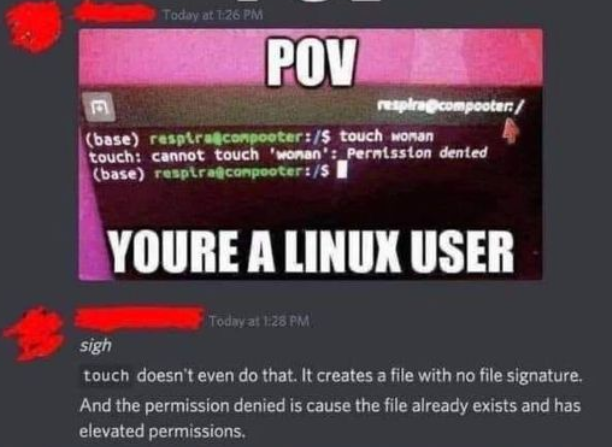 Today at 1:26 PM
POV
respira@compooter: /
(base) respira@compooter:/$ touch woman
touch: cannot touch 'woman': Permission denied
(base) respira@compooter:/$
YOURE A LINUX USER
Today at 1:28 PM
sigh
touch doesn't even do that. It creates a file with no file signature.
And the permission denied is cause the file already exists and has
elevated permissions.